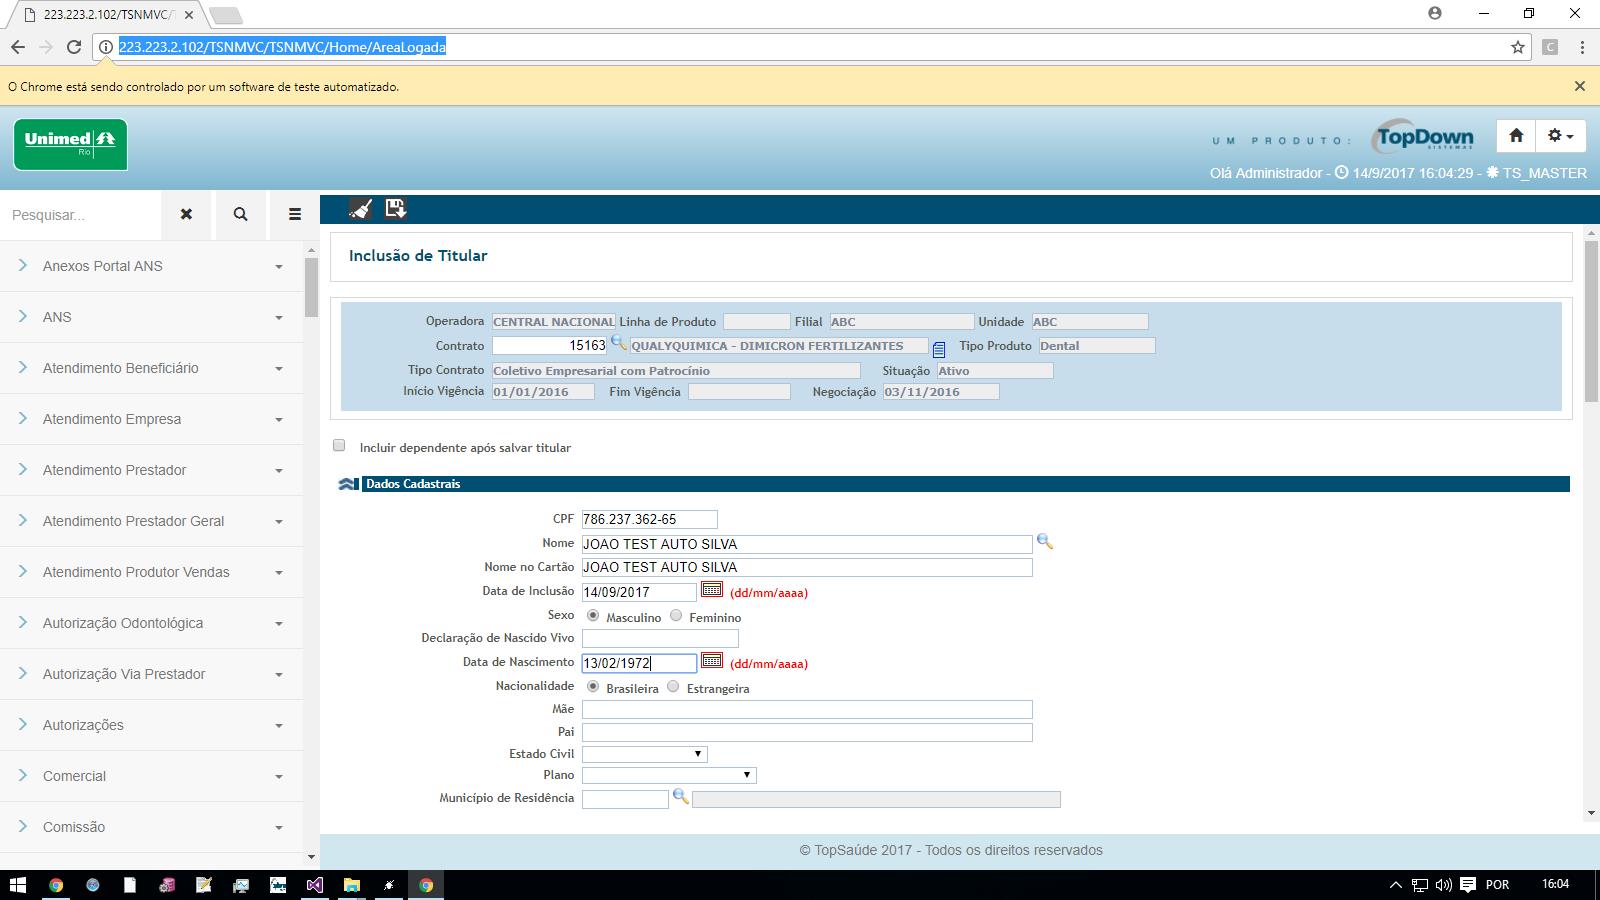 223.223.2.102/TSNMVC/T
223.223.2.102/TSNMVC/TSNMVC/Home/AreaLogada
C
O Chrome está sendo controlado por um software de teste automatizado.
Unimed
Rio
UM PRODUTO:
TopDown
SISTEMAS
Olá Administrador - 14/9/2017 16:04:29 - TS_MASTER
Pesquisar...
Anexos Portal ANS
ANS
Atendimento Beneficiário
Atendimento Empresa
Atendimento Prestador
Atendimento Prestador Geral
Atendimento Produtor Vendas
Autorização Odontológica
Autorização Via Prestador
Autorizações
Comercial
Comissão
Inclusão de Titular
Operadora CENTRAL NACIONAL Linha de Produto Filial ABC Unidade ABC
Contrato 15163 QUALYQUIMICA - DIMICRON FERTILIZANTES Tipo Produto Dental
Tipo Contrato Coletivo Empresarial com Patrocínio Situação Ativo
Início Vigência 01/01/2016 Fim Vigência Negociação 03/11/2016
Incluir dependente após salvar titular
Dados Cadastrais
CPF 786.237.362-65
Nome JOAO TEST AUTO SILVA
Nome no Cartão JOAO TEST AUTO SILVA
Data de Inclusão 14/09/2017 (dd/mm/aaaa)
Sexo Masculino Feminino
Declaração de Nascido Vivo
Data de Nascimento 13/02/1972 (dd/mm/aaaa)
Nacionalidade Brasileira Estrangeira
Mãe
Pai
Estado Civil
Plano
Município de Residência
© TopSaúde 2017 - Todos os direitos reservados
POR 16:04